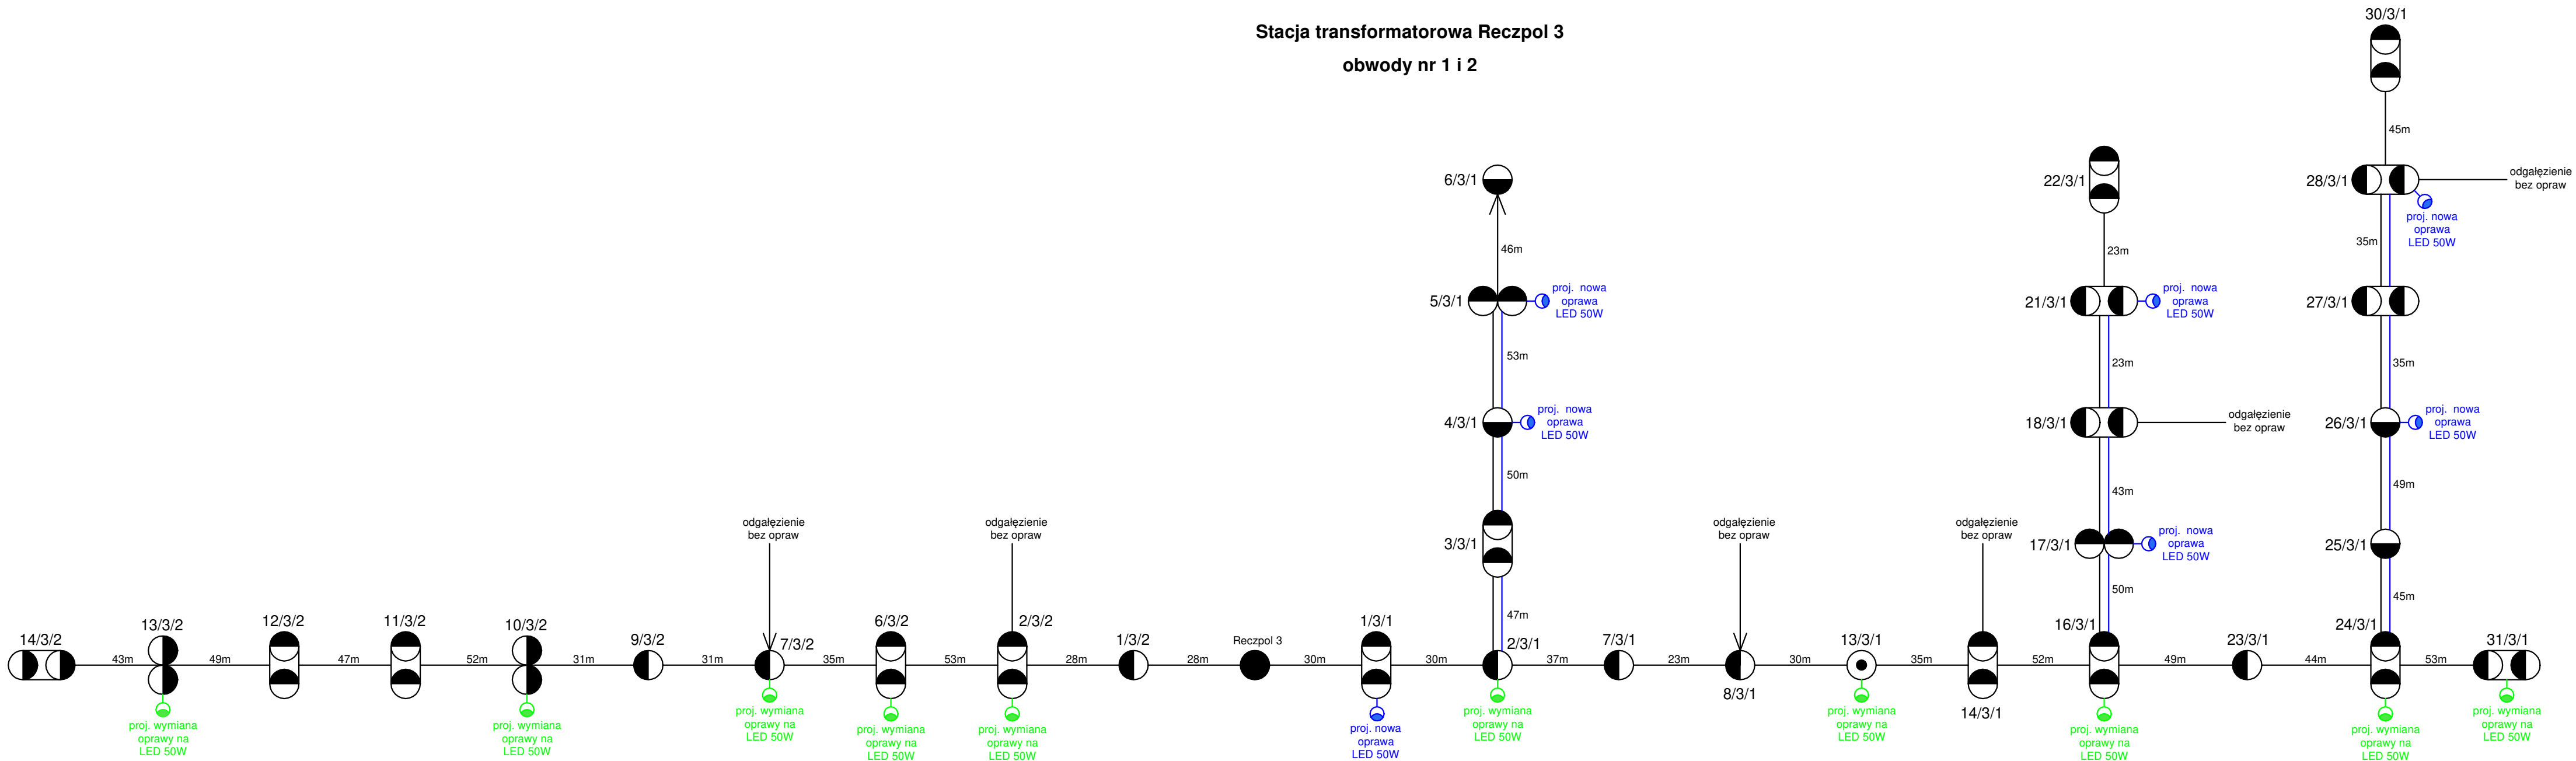 Stacja transformatorowa Reczpol 3
obwody nr 1 i 2
30/3/1
45m
28/3/1
odgałęzienie
bez opraw
proj. nowa
oprawa
LED 50W
35m
27/3/1
35m
26/3/1
proj. nowa
oprawa
LED 50W
49m
25/3/1
45m
22/3/1
23m
21/3/1
proj. nowa
oprawa
LED 50W
23m
18/3/1
odgałęzienie
bez opraw
43m
17/3/1
proj. nowa
oprawa
LED 50W
50m
6/3/1
46m
5/3/1
proj. nowa
oprawa
LED 50W
53m
4/3/1
proj. nowa
oprawa
LED 50W
50m
3/3/1
47m
odgałęzienie
bez opraw
odgałęzienie
bez opraw
odgałęzienie
bez opraw
odgałęzienie
bez opraw
14/3/2
43m
13/3/2
proj. wymiana
oprawy na
LED 50W
49m
12/3/2
47m
11/3/2
52m
10/3/2
proj. wymiana
oprawy na
LED 50W
31m
9/3/2
31m
7/3/2
proj. wymiana
oprawy na
LED 50W
35m
6/3/2
proj. wymiana
oprawy na
LED 50W
53m
2/3/2
proj. wymiana
oprawy na
LED 50W
28m
1/3/2
28m
Reczpol 3
30m
1/3/1
proj. nowa
oprawa
LED 50W
30m
2/3/1
proj. wymiana
oprawy na
LED 50W
37m
7/3/1
23m
8/3/1
30m
13/3/1
proj. wymiana
oprawy na
LED 50W
35m
14/3/1
52m
16/3/1
proj. wymiana
oprawy na
LED 50W
49m
23/3/1
44m
24/3/1
proj. wymiana
oprawy na
LED 50W
53m
31/3/1
proj. wymiana
oprawy na
LED 50W